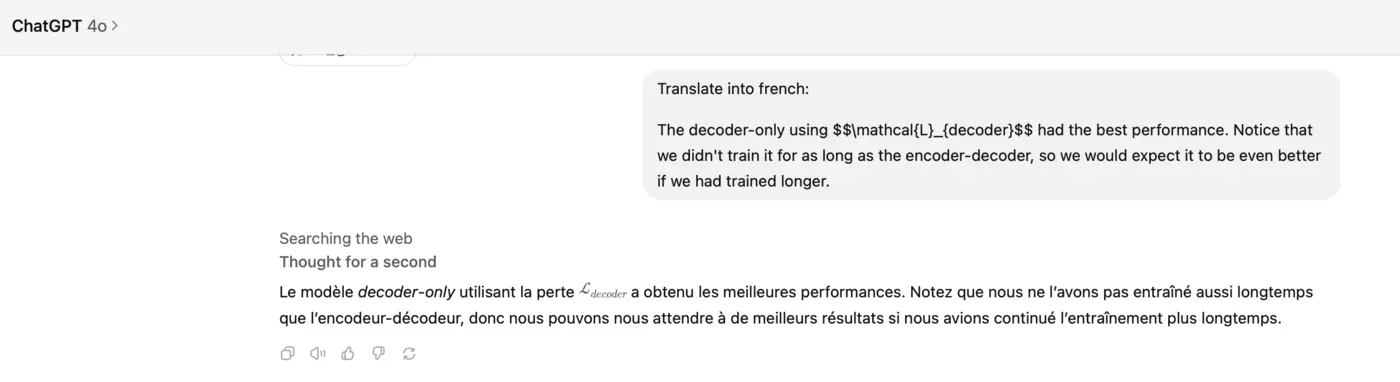 ChatGPT 4o >
Translate into french:
The decoder-only using $$\mathcal{L}_{decoder}$$ had the best performance. Notice that
we didn't train it for as long as the encoder-decoder, so we would expect it to be even better
if we had trained longer.
Searching the web
Thought for a second
Le modèle decoder-only utilisant la perte ℒ_decoder a obtenu les meilleures performances. Notez que nous ne l’avons pas entraîné aussi longtemps
que l’encodeur-décodeur, donc nous pouvons nous attendre à de meilleurs résultats si nous avions continué l’entraînement plus longtemps.